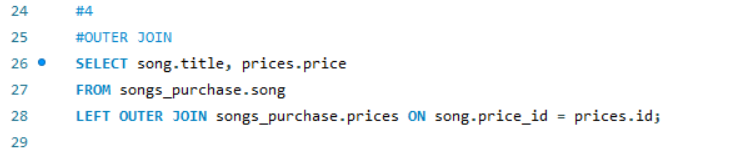 24 #4
25 #OUTER JOIN
26 SELECT song.title, prices.price
27 FROM songs_purchase.song
28 LEFT OUTER JOIN songs_purchase.prices ON song.price_id = prices.id;
29